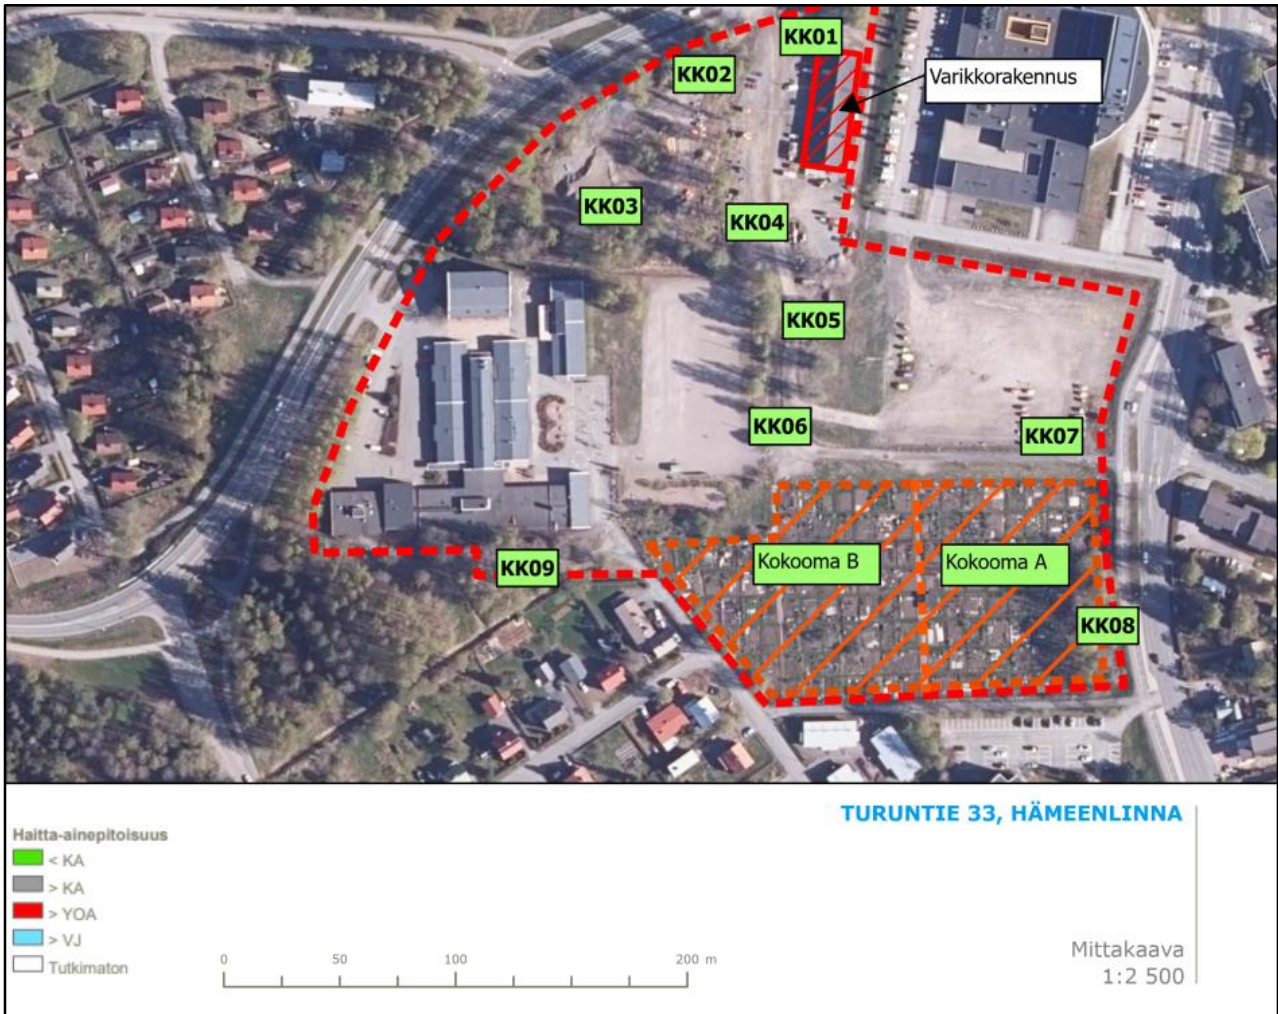 KK01
KK02
Varikkorakennus
KK03
KK04
KK05
KK06
KK07
Kokooma B
Kokooma A
KK09
KK08
TURUNTIE 33, HÄMEENLINNA
Haitta-ainepitoisuus
< KA
> KA
> YOA
> VJ
Tutkimaton
0 50 100 200 m
Mittakaava
1:2 500